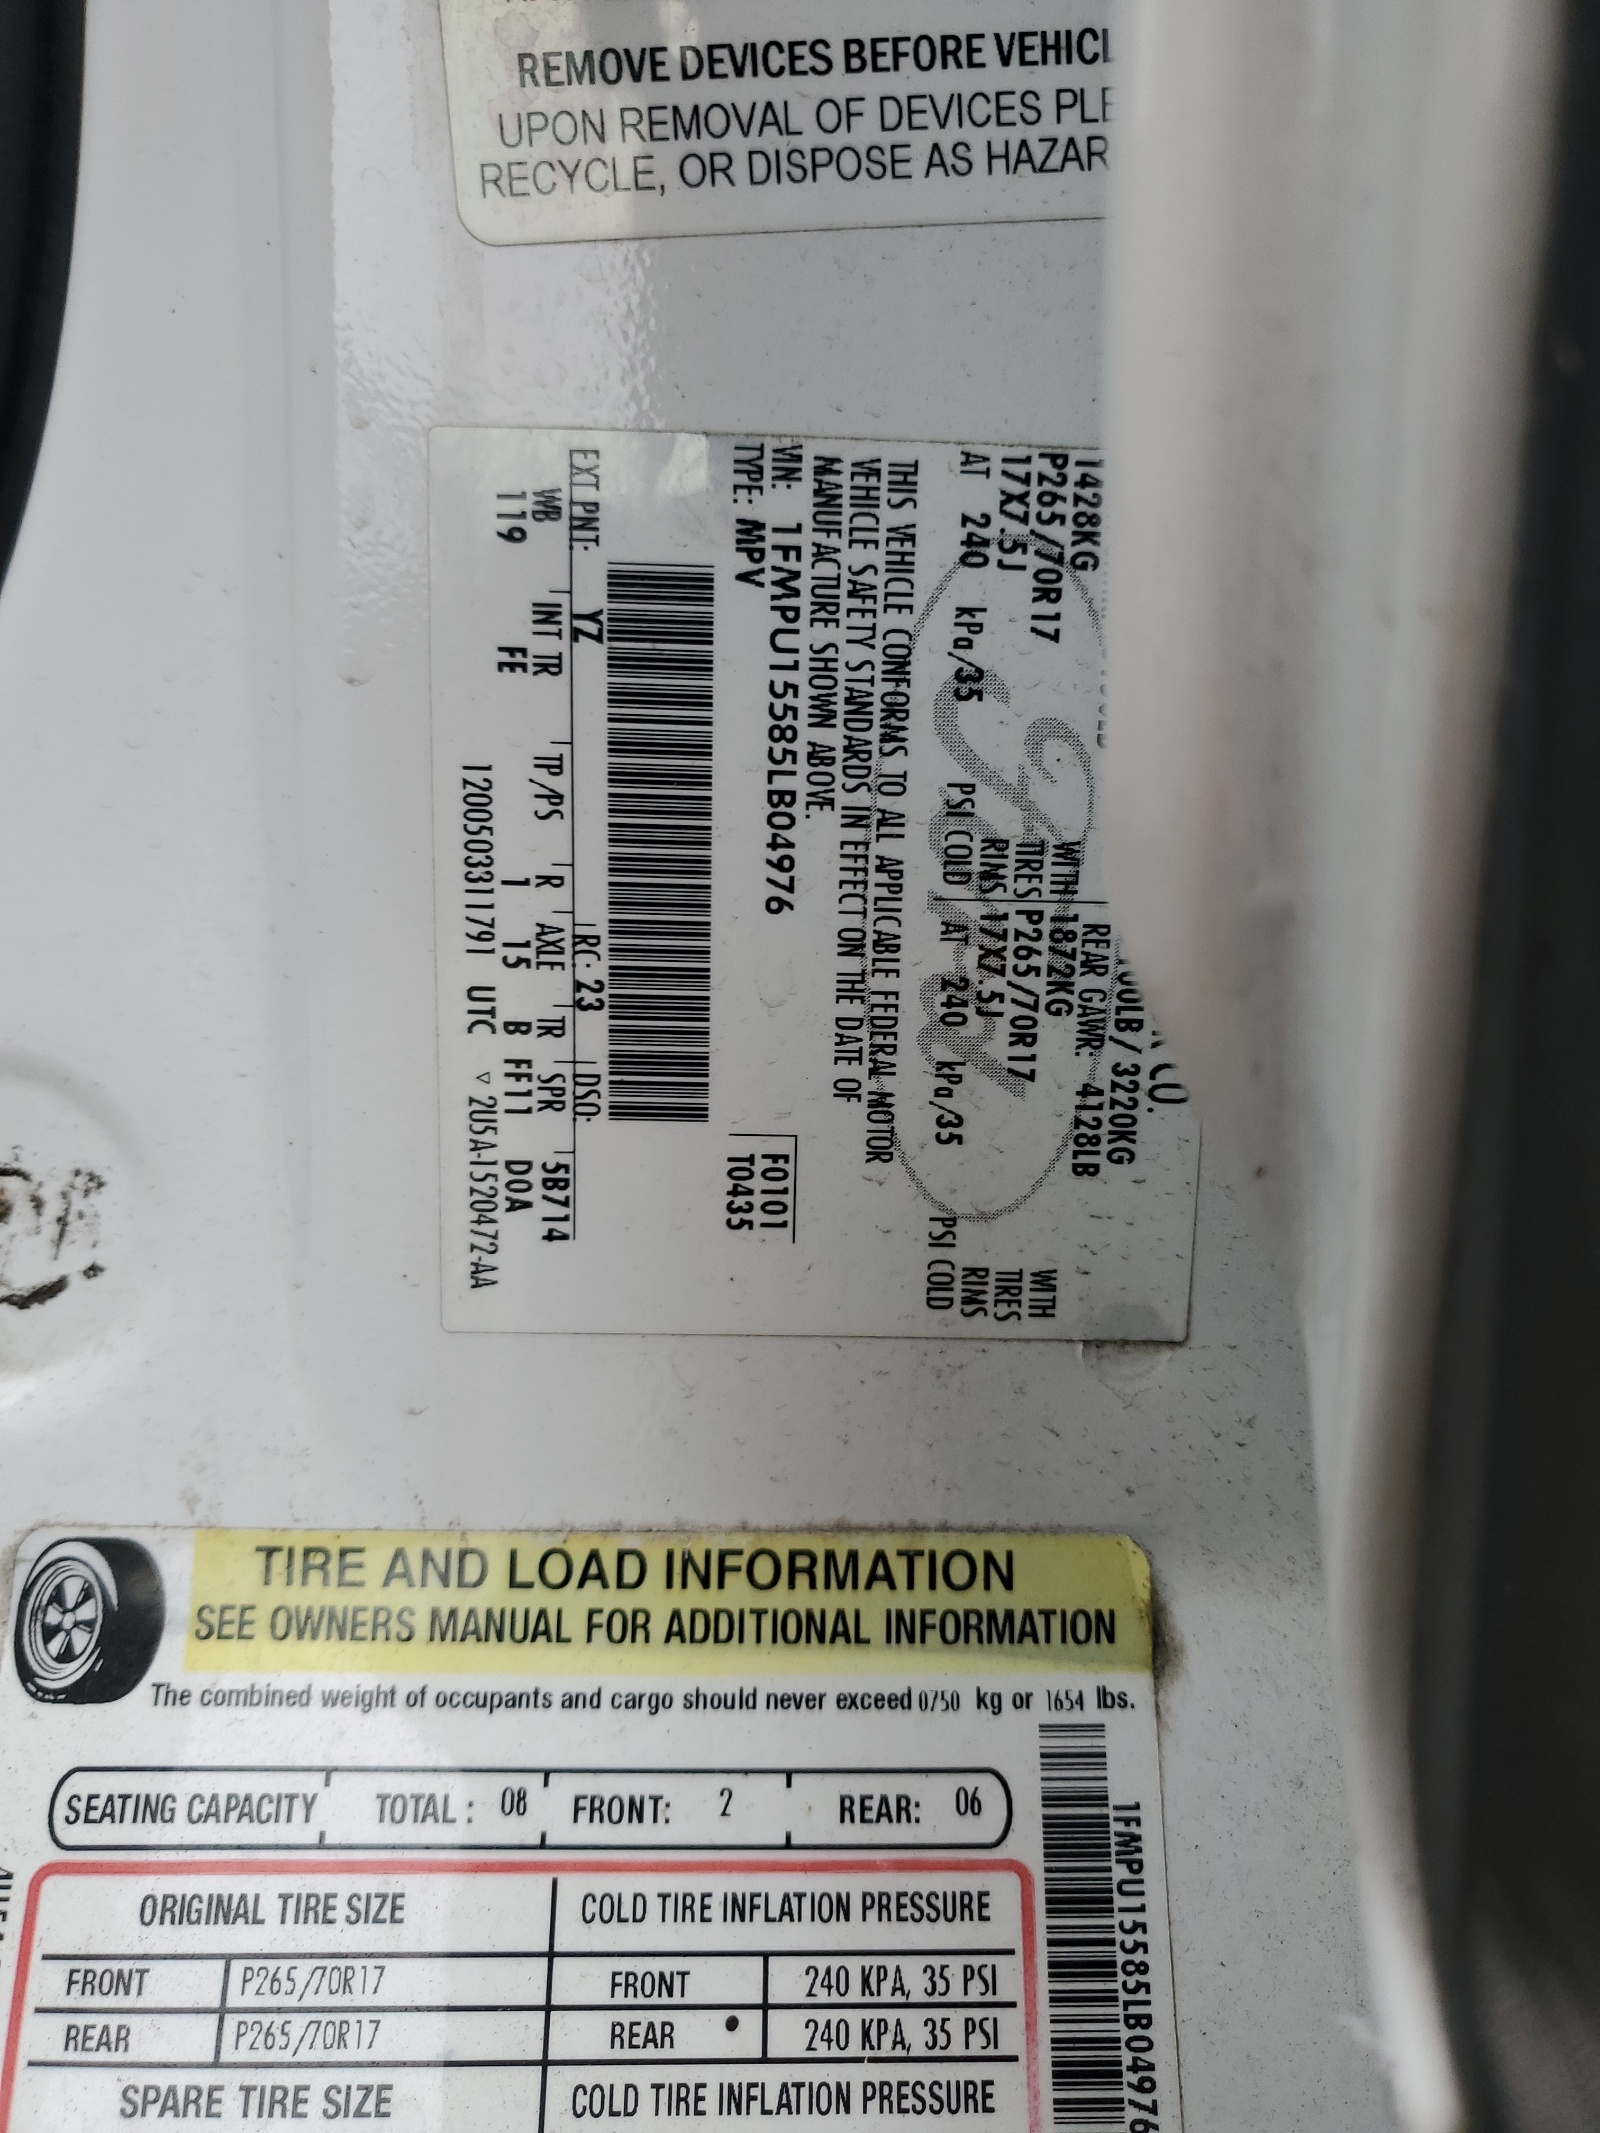 REMOVE DEVICES BEFORE VEHICL
UPON REMOVAL OF DEVICES PLE
RECYCLE, OR DISPOSE AS HAZAR
CO.
00LB / 3220KG
REAR GAWR: 4128LB
1428KG WITH 1872KG WITH
P265/70R17 TIRES P265/70R17 TIRES
17X7.5J RIMS 17X7.5J RIMS
AT 240 kPa/35 PSI COLD AT 240 kPa/35 PSI COLD
THIS VEHICLE CONFORMS TO ALL APPLICABLE FEDERAL MOTOR
VEHICLE SAFETY STANDARDS IN EFFECT ON THE DATE OF
MANUFACTURE SHOWN ABOVE.
VIN: 1FMPU15585LB04976 F0101
TYPE: MPV T0435
EXT PNT: YZ RC: 23 DSO:
WB INT TR TP/PS R AXLE TR SPR 5B714
119 FE 1 15 B FF11 DOA
1200503311791 UTC ▽ 2U5A-1520472-AA
TIRE AND LOAD INFORMATION
SEE OWNERS MANUAL FOR ADDITIONAL INFORMATION
The combined weight of occupants and cargo should never exceed 0750 kg or 1654 lbs.
SEATING CAPACITY TOTAL : 08 FRONT: 2 REAR: 06
ORIGINAL TIRE SIZE COLD TIRE INFLATION PRESSURE
FRONT P265/70R17 FRONT 240 KPA, 35 PSI
REAR P265/70R17 REAR 240 KPA, 35 PSI
SPARE TIRE SIZE COLD TIRE INFLATION PRESSURE
1FMPU15585LB04976